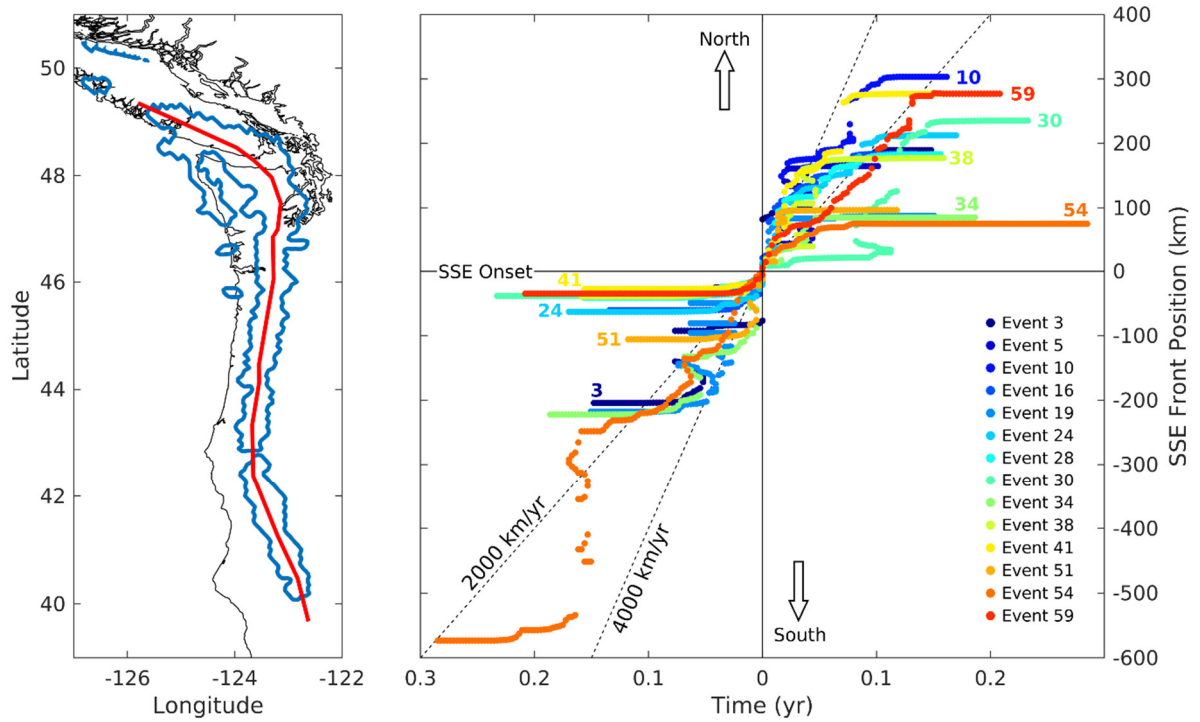 50
48
46
44
42
40
Latitude
-126
-124
-122
Longitude
North
10
59
30
38
34
54
SSE Onset
41
24
51
3
2000 km/yr
4000 km/yr
South
Event 3
Event 5
Event 10
Event 16
Event 19
Event 24
Event 28
Event 30
Event 34
Event 38
Event 41
Event 51
Event 54
Event 59
400
300
200
100
0
-100
-200
-300
-400
-500
-600
SSE Front Position (km)
0.3
0.2
0.1
0
0.1
0.2
Time (yr)